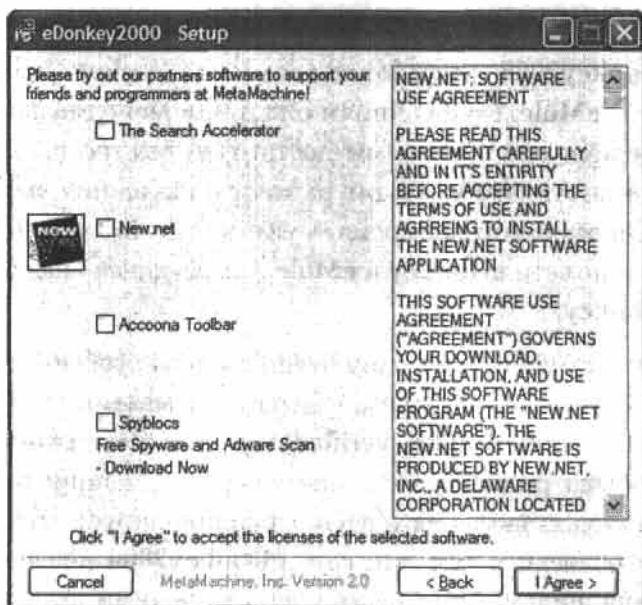 eDonkey2000 Setup
Please try out our partners software to support your
friends and programmers at MetaMachine!
The Search Accelerator
NEW
New.net
Accoona Toolbar
Spyblocs
Free Spyware and Adware Scan
- Download Now
NEW.NET: SOFTWARE
USE AGREEMENT
PLEASE READ THIS
AGREEMENT CAREFULLY
AND IN IT'S ENTIRITY
BEFORE ACCEPTING THE
TERMS OF USE AND
AGRREING TO INSTALL
THE NEW.NET SOFTWARE
APPLICATION
THIS SOFTWARE USE
AGREEMENT
("AGREEMENT") GOVERNS
YOUR DOWNLOAD,
INSTALLATION, AND USE
OF THIS SOFTWARE
PROGRAM (THE "NEW.NET
SOFTWARE"). THE
NEW.NET SOFTWARE IS
PRODUCED BY NEW.NET,
INC., A DELAWARE
CORPORATION LOCATED
Click "I Agree" to accept the licenses of the selected software.
Cancel
MetaMachine, Inc. Version 2.0
< Back
I Agree >